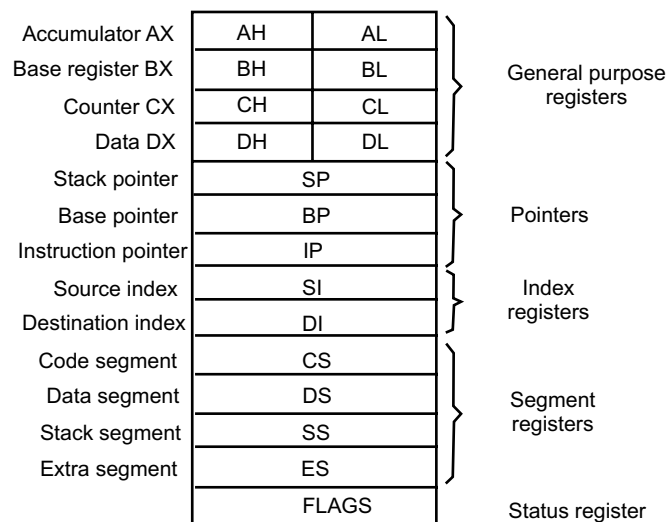 Accumulator AX AH AL
Base register BX BH BL
Counter CX CH CL
Data DX DH DL
General purpose
registers
Stack pointer SP
Base pointer BP
Instruction pointer IP
Pointers
Source index SI
Destination index DI
Index
registers
Code segment CS
Data segment DS
Stack segment SS
Extra segment ES
Segment
registers
FLAGS Status register